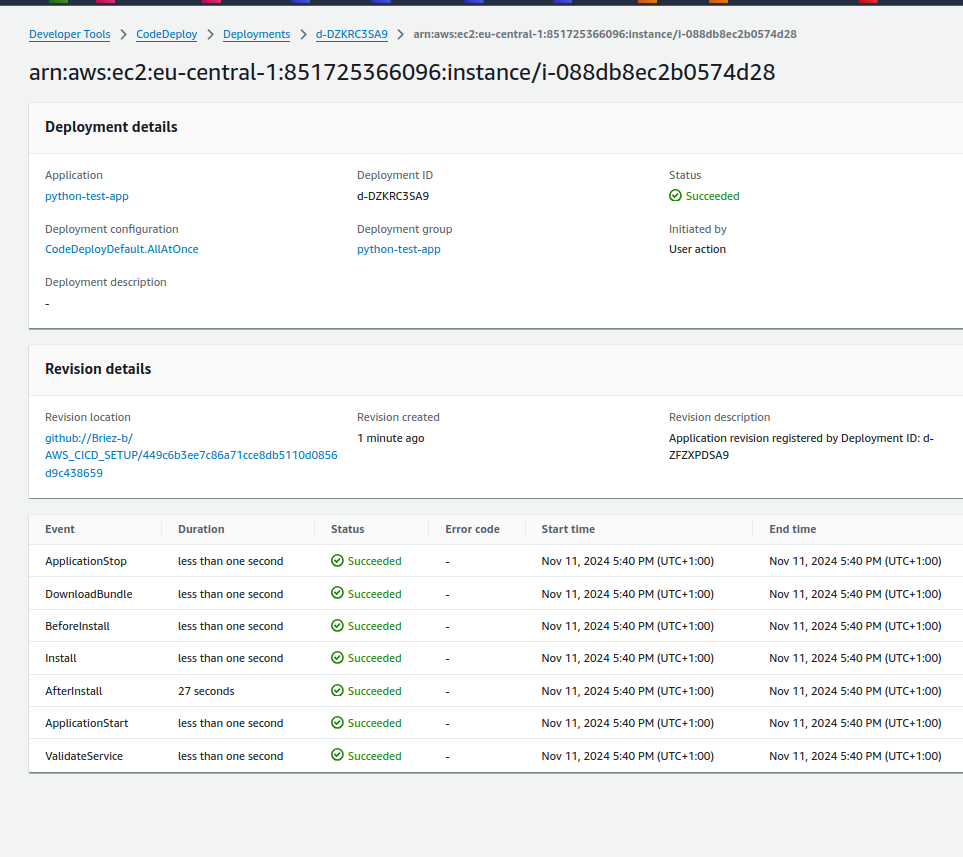 Developer Tools > CodeDeploy > Deployments > d-DZKRC3SA9 > arn:aws:ec2:eu-central-1:851725366096:instance/i-088db8ec2b0574d28
arn:aws:ec2:eu-central-1:851725366096:instance/i-088db8ec2b0574d28
Deployment details
Application Deployment ID Status
python-test-app d-DZKRC3SA9 Succeeded
Deployment configuration Deployment group Initiated by
CodeDeployDefault.AllAtOnce python-test-app User action
Deployment description
-
Revision details
Revision location Revision created Revision description
github://Briez-b/ 1 minute ago Application revision registered by Deployment ID: d-
AWS_CICD_SETUP/449c6b3ee7c86a71cce8db5110d0856 ZFZXPDSA9
d9c438659
Event Duration Status Error code Start time End time
ApplicationStop less than one second Succeeded - Nov 11, 2024 5:40 PM (UTC+1:00) Nov 11, 2024 5:40 PM (UTC+1:00)
DownloadBundle less than one second Succeeded - Nov 11, 2024 5:40 PM (UTC+1:00) Nov 11, 2024 5:40 PM (UTC+1:00)
BeforeInstall less than one second Succeeded - Nov 11, 2024 5:40 PM (UTC+1:00) Nov 11, 2024 5:40 PM (UTC+1:00)
Install less than one second Succeeded - Nov 11, 2024 5:40 PM (UTC+1:00) Nov 11, 2024 5:40 PM (UTC+1:00)
AfterInstall 27 seconds Succeeded - Nov 11, 2024 5:40 PM (UTC+1:00) Nov 11, 2024 5:40 PM (UTC+1:00)
ApplicationStart less than one second Succeeded - Nov 11, 2024 5:40 PM (UTC+1:00) Nov 11, 2024 5:40 PM (UTC+1:00)
ValidateService less than one second Succeeded - Nov 11, 2024 5:40 PM (UTC+1:00) Nov 11, 2024 5:40 PM (UTC+1:00)